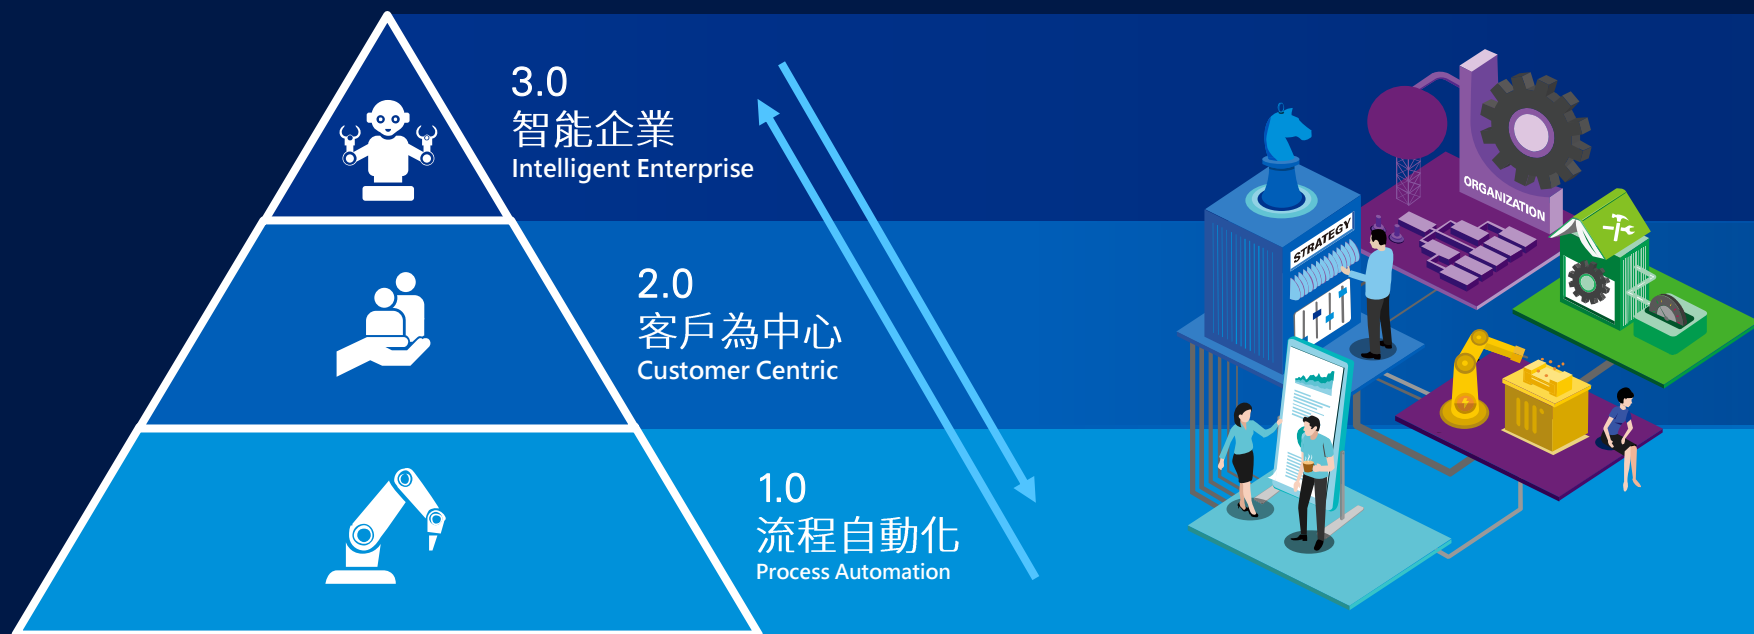 3.0
智能企業
Intelligent Enterprise
2.0
客戶為中心
Customer Centric
1.0
流程自動化
Process Automation
STRATEGY
ORGANIZATION